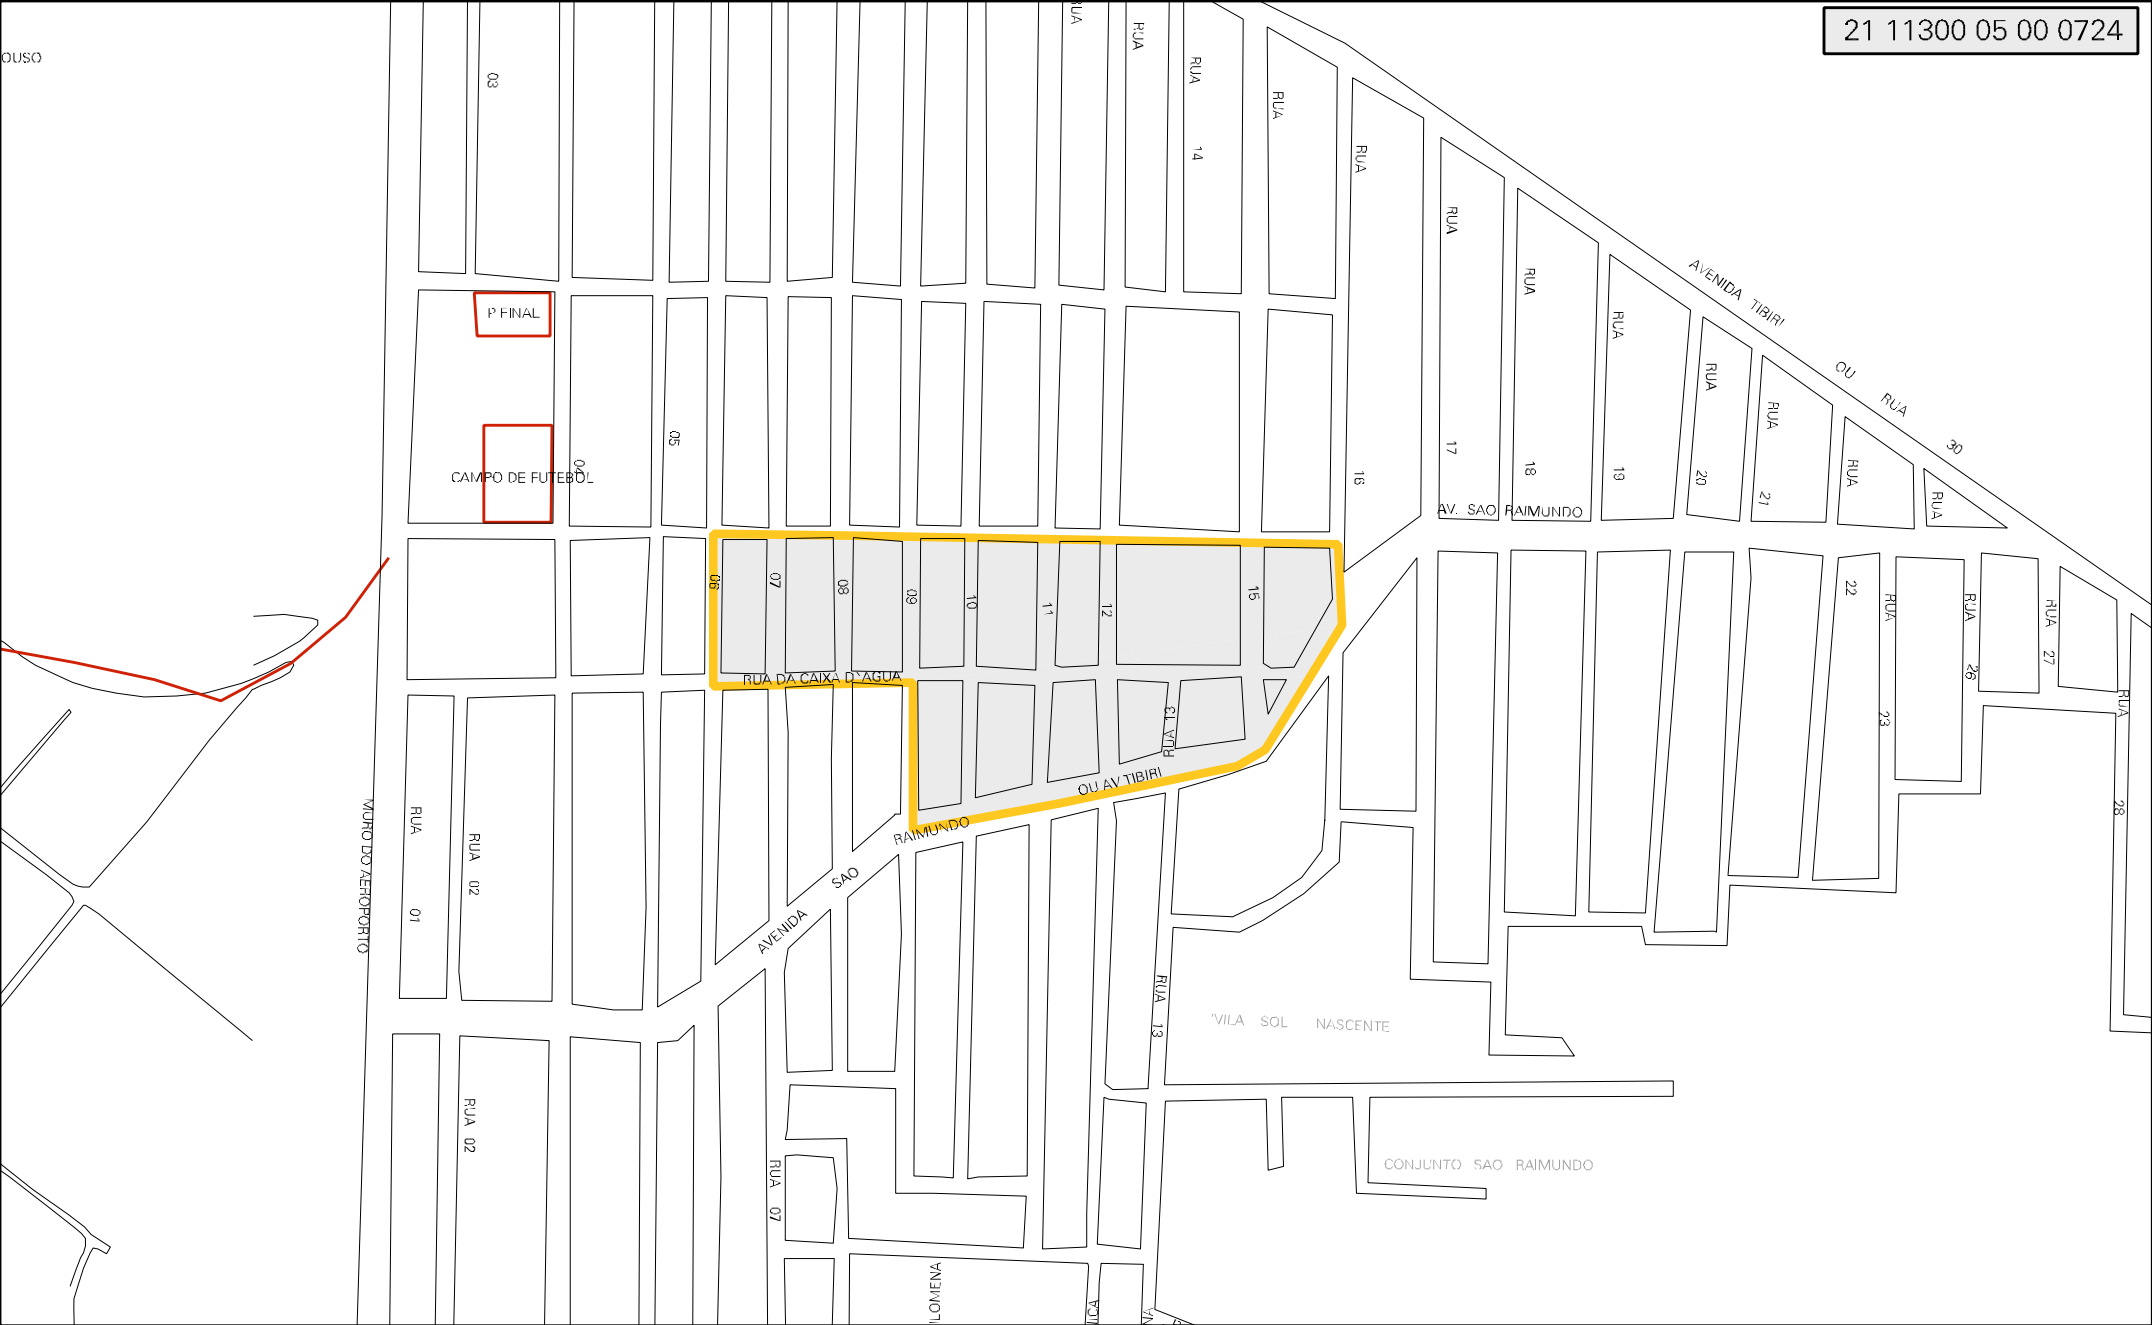 21 11300 05 00 0724
OUSO
03
RUA
RUA
RUA
14
RUA
RUA
16
RUA
17
RUA
18
RUA
19
RUA
20
RUA
21
RUA
RUA
AVENIDA TIBIRI
OU RUA 30
Pº FINAL
CAMPO DE FUTEBOL
04
05
AV. SAO RAIMUNDO
06
07
08
09
10
11
12
15
RUA DA CAIXA D'AGUA
RUA 13
OU AV TIBIRI
AVENIDA SAO RAIMUNDO
22
RUA
23
RUA
26
RUA
27
RUA
28
MURO DO AEROPORTO
RUA
01
RUA 02
RUA 02
RUA 07
RUA 13
VILA SOL NASCENTE
CONJUNTO SAO RAIMUNDO